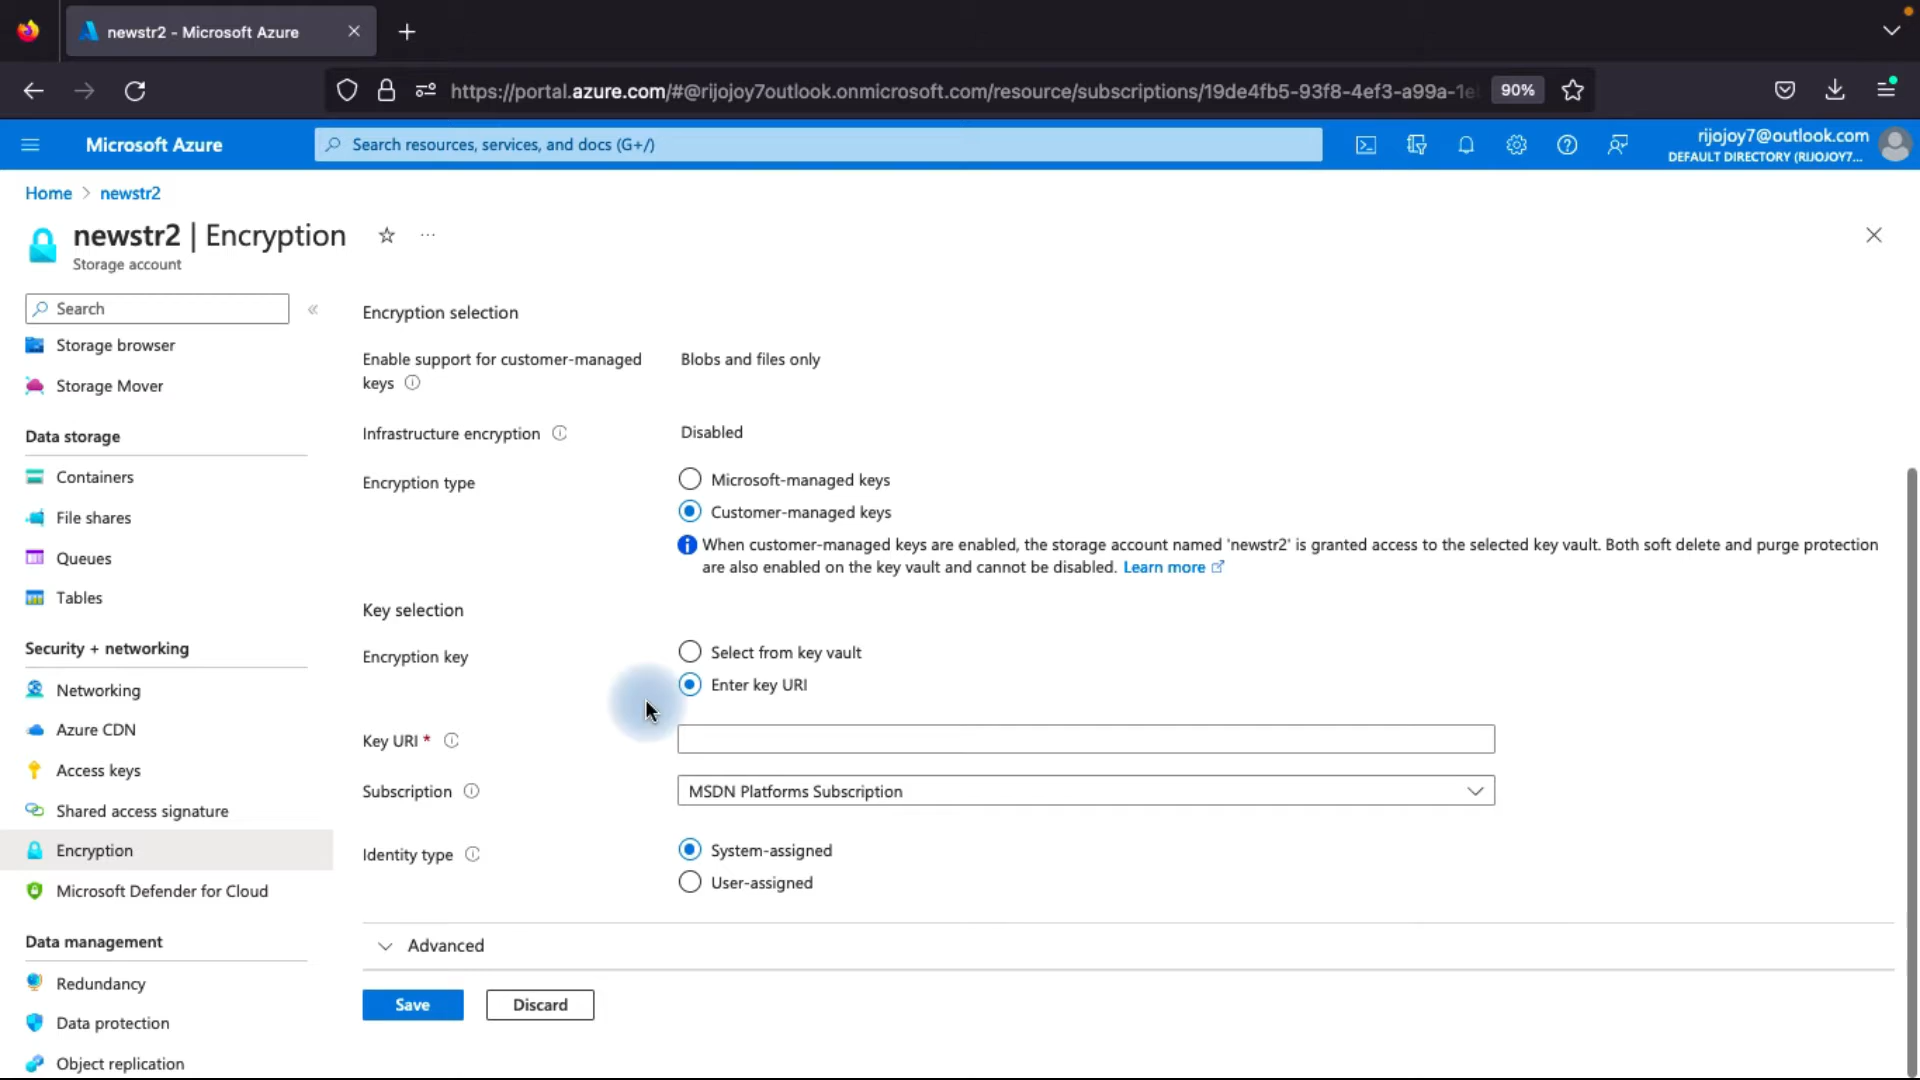 newstr2 - Microsoft Azure
https://portal.azure.com/#@rijojoy7outlook.onmicrosoft.com/resource/subscriptions/19de4fb5-93f8-4ef3-a99a-1e
90%
Microsoft Azure
Search resources, services, and docs (G+/)
rijojoy7@outlook.com
DEFAULT DIRECTORY (RIJOJOY7...
Home > newstr2
newstr2 | Encryption
Storage account
Search
Storage browser
Storage Mover
Data storage
Containers
File shares
Queues
Tables
Security + networking
Networking
Azure CDN
Access keys
Shared access signature
Encryption
Microsoft Defender for Cloud
Data management
Redundancy
Data protection
Object replication
Encryption selection
Enable support for customer-managed
keys
Blobs and files only
Infrastructure encryption
Disabled
Encryption type
Microsoft-managed keys
Customer-managed keys
When customer-managed keys are enabled, the storage account named 'newstr2' is granted access to the selected key vault. Both soft delete and purge protection
are also enabled on the key vault and cannot be disabled. Learn more
Key selection
Encryption key
Select from key vault
Enter key URI
Key URI *
Subscription
MSDN Platforms Subscription
Identity type
System-assigned
User-assigned
Advanced
Save
Discard